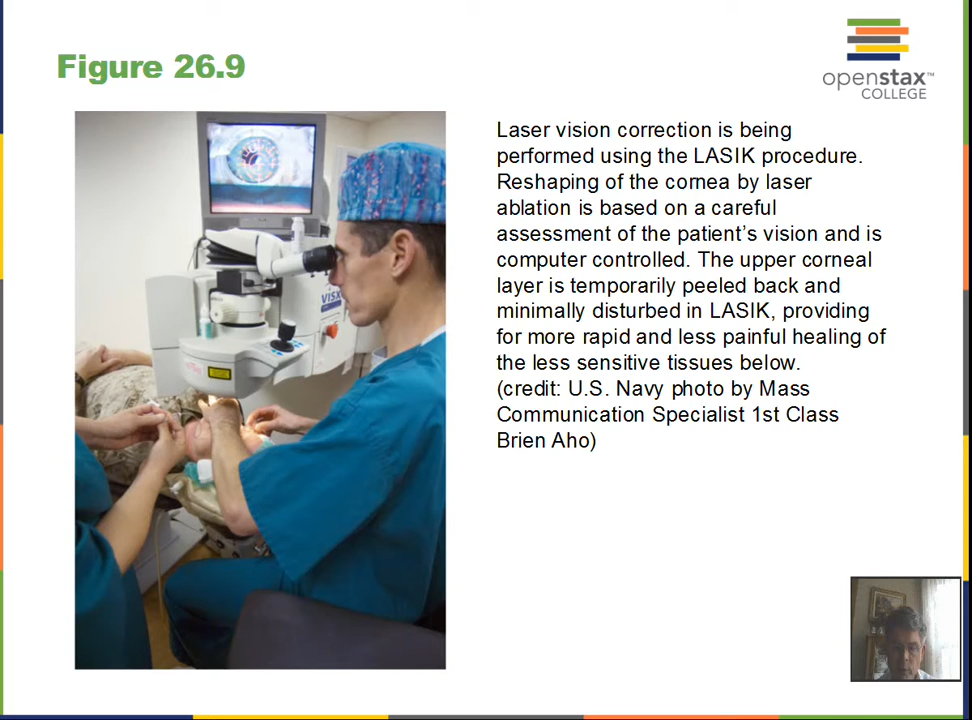 Figure 26.9
openstax™
COLLEGE
Laser vision correction is being
performed using the LASIK procedure.
Reshaping of the cornea by laser
ablation is based on a careful
assessment of the patient’s vision and is
computer controlled. The upper corneal
layer is temporarily peeled back and
minimally disturbed in LASIK, providing
for more rapid and less painful healing of
the less sensitive tissues below.
(credit: U.S. Navy photo by Mass
Communication Specialist 1st Class
Brien Aho)
VISX